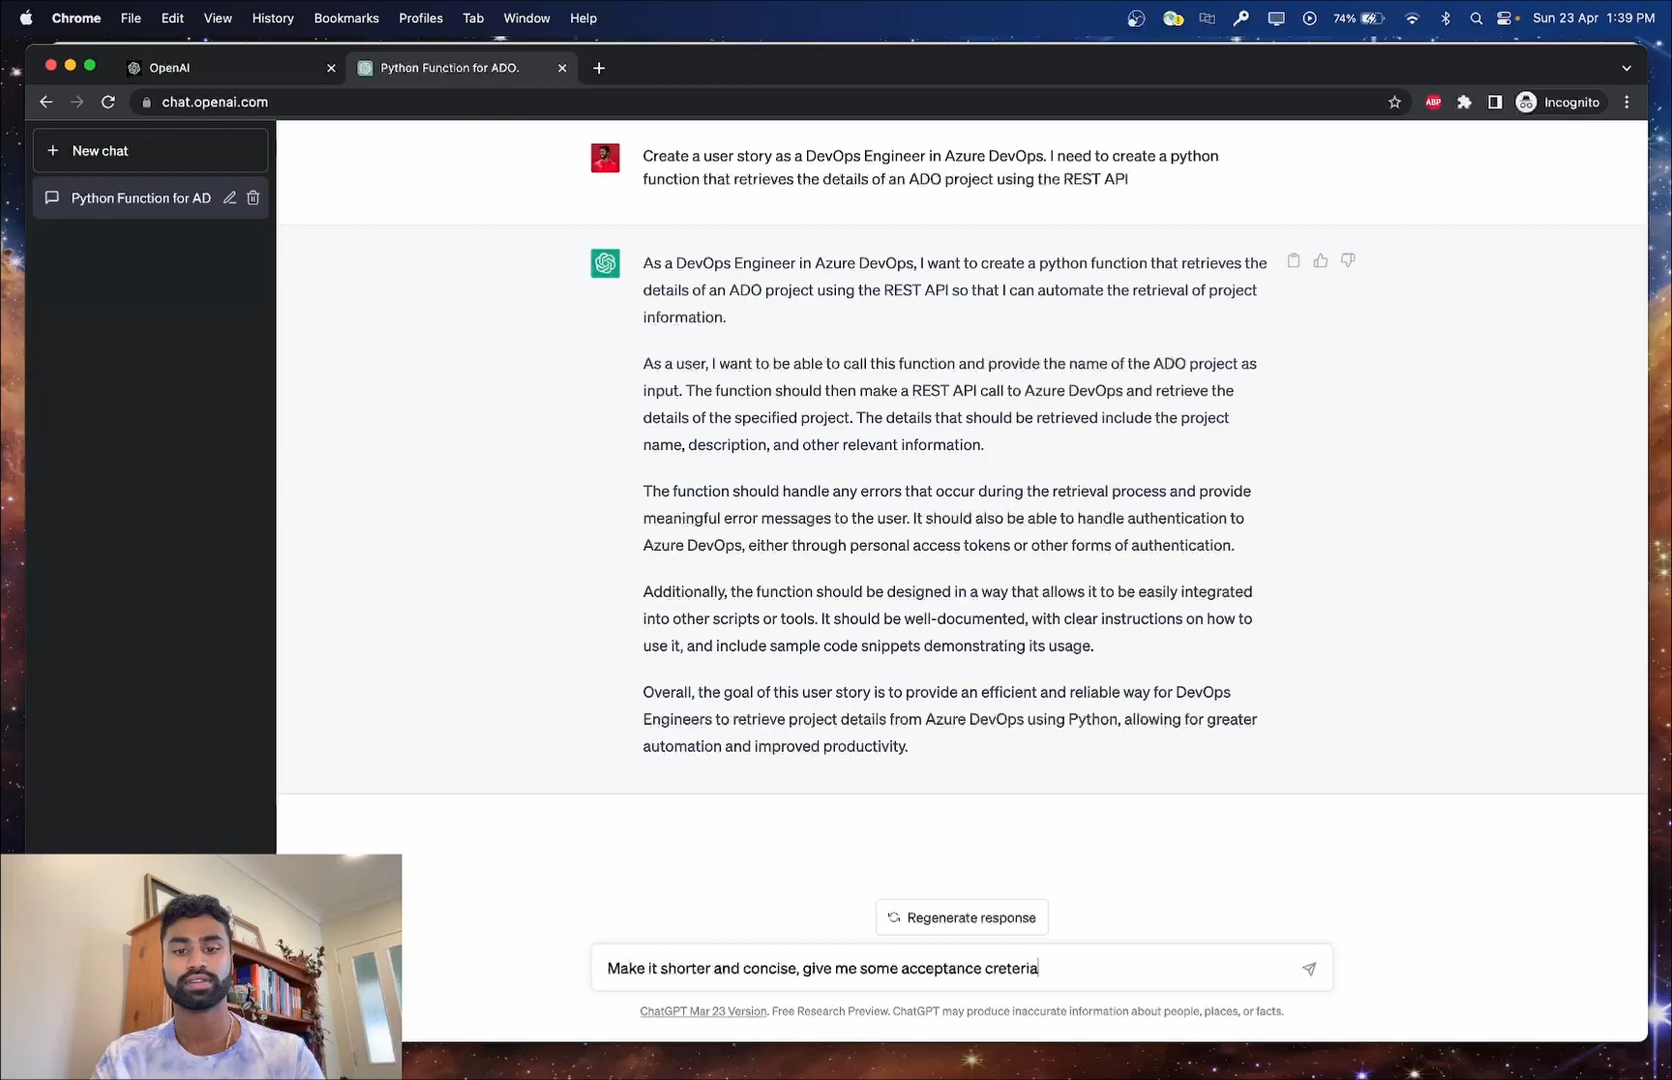 Chrome File Edit View History Bookmarks Profiles Tab Window Help 74% Sun 23 Apr 1:39 PM
OpenAI Python Function for ADO.
chat.openai.com ABP Incognito
New chat
Python Function for AD
Create a user story as a DevOps Engineer in Azure DevOps. I need to create a python
function that retrieves the details of an ADO project using the REST API
As a DevOps Engineer in Azure DevOps, I want to create a python function that retrieves the
details of an ADO project using the REST API so that I can automate the retrieval of project
information.
As a user, I want to be able to call this function and provide the name of the ADO project as
input. The function should then make a REST API call to Azure DevOps and retrieve the
details of the specified project. The details that should be retrieved include the project
name, description, and other relevant information.
The function should handle any errors that occur during the retrieval process and provide
meaningful error messages to the user. It should also be able to handle authentication to
Azure DevOps, either through personal access tokens or other forms of authentication.
Additionally, the function should be designed in a way that allows it to be easily integrated
into other scripts or tools. It should be well-documented, with clear instructions on how to
use it, and include sample code snippets demonstrating its usage.
Overall, the goal of this user story is to provide an efficient and reliable way for DevOps
Engineers to retrieve project details from Azure DevOps using Python, allowing for greater
automation and improved productivity.
Regenerate response
Make it shorter and concise, give me some acceptance creteria
ChatGPT Mar 23 Version. Free Research Preview. ChatGPT may produce inaccurate information about people, places, or facts.